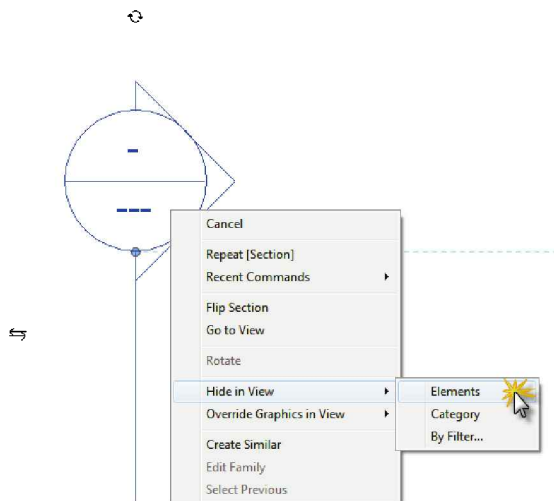 Cancel
Repeat [Section]
Recent Commands
Flip Section
Go to View
Rotate
Hide in View
Elements
Override Graphics in View
Category
By Filter...
Create Similar
Edit Family
Select Previous